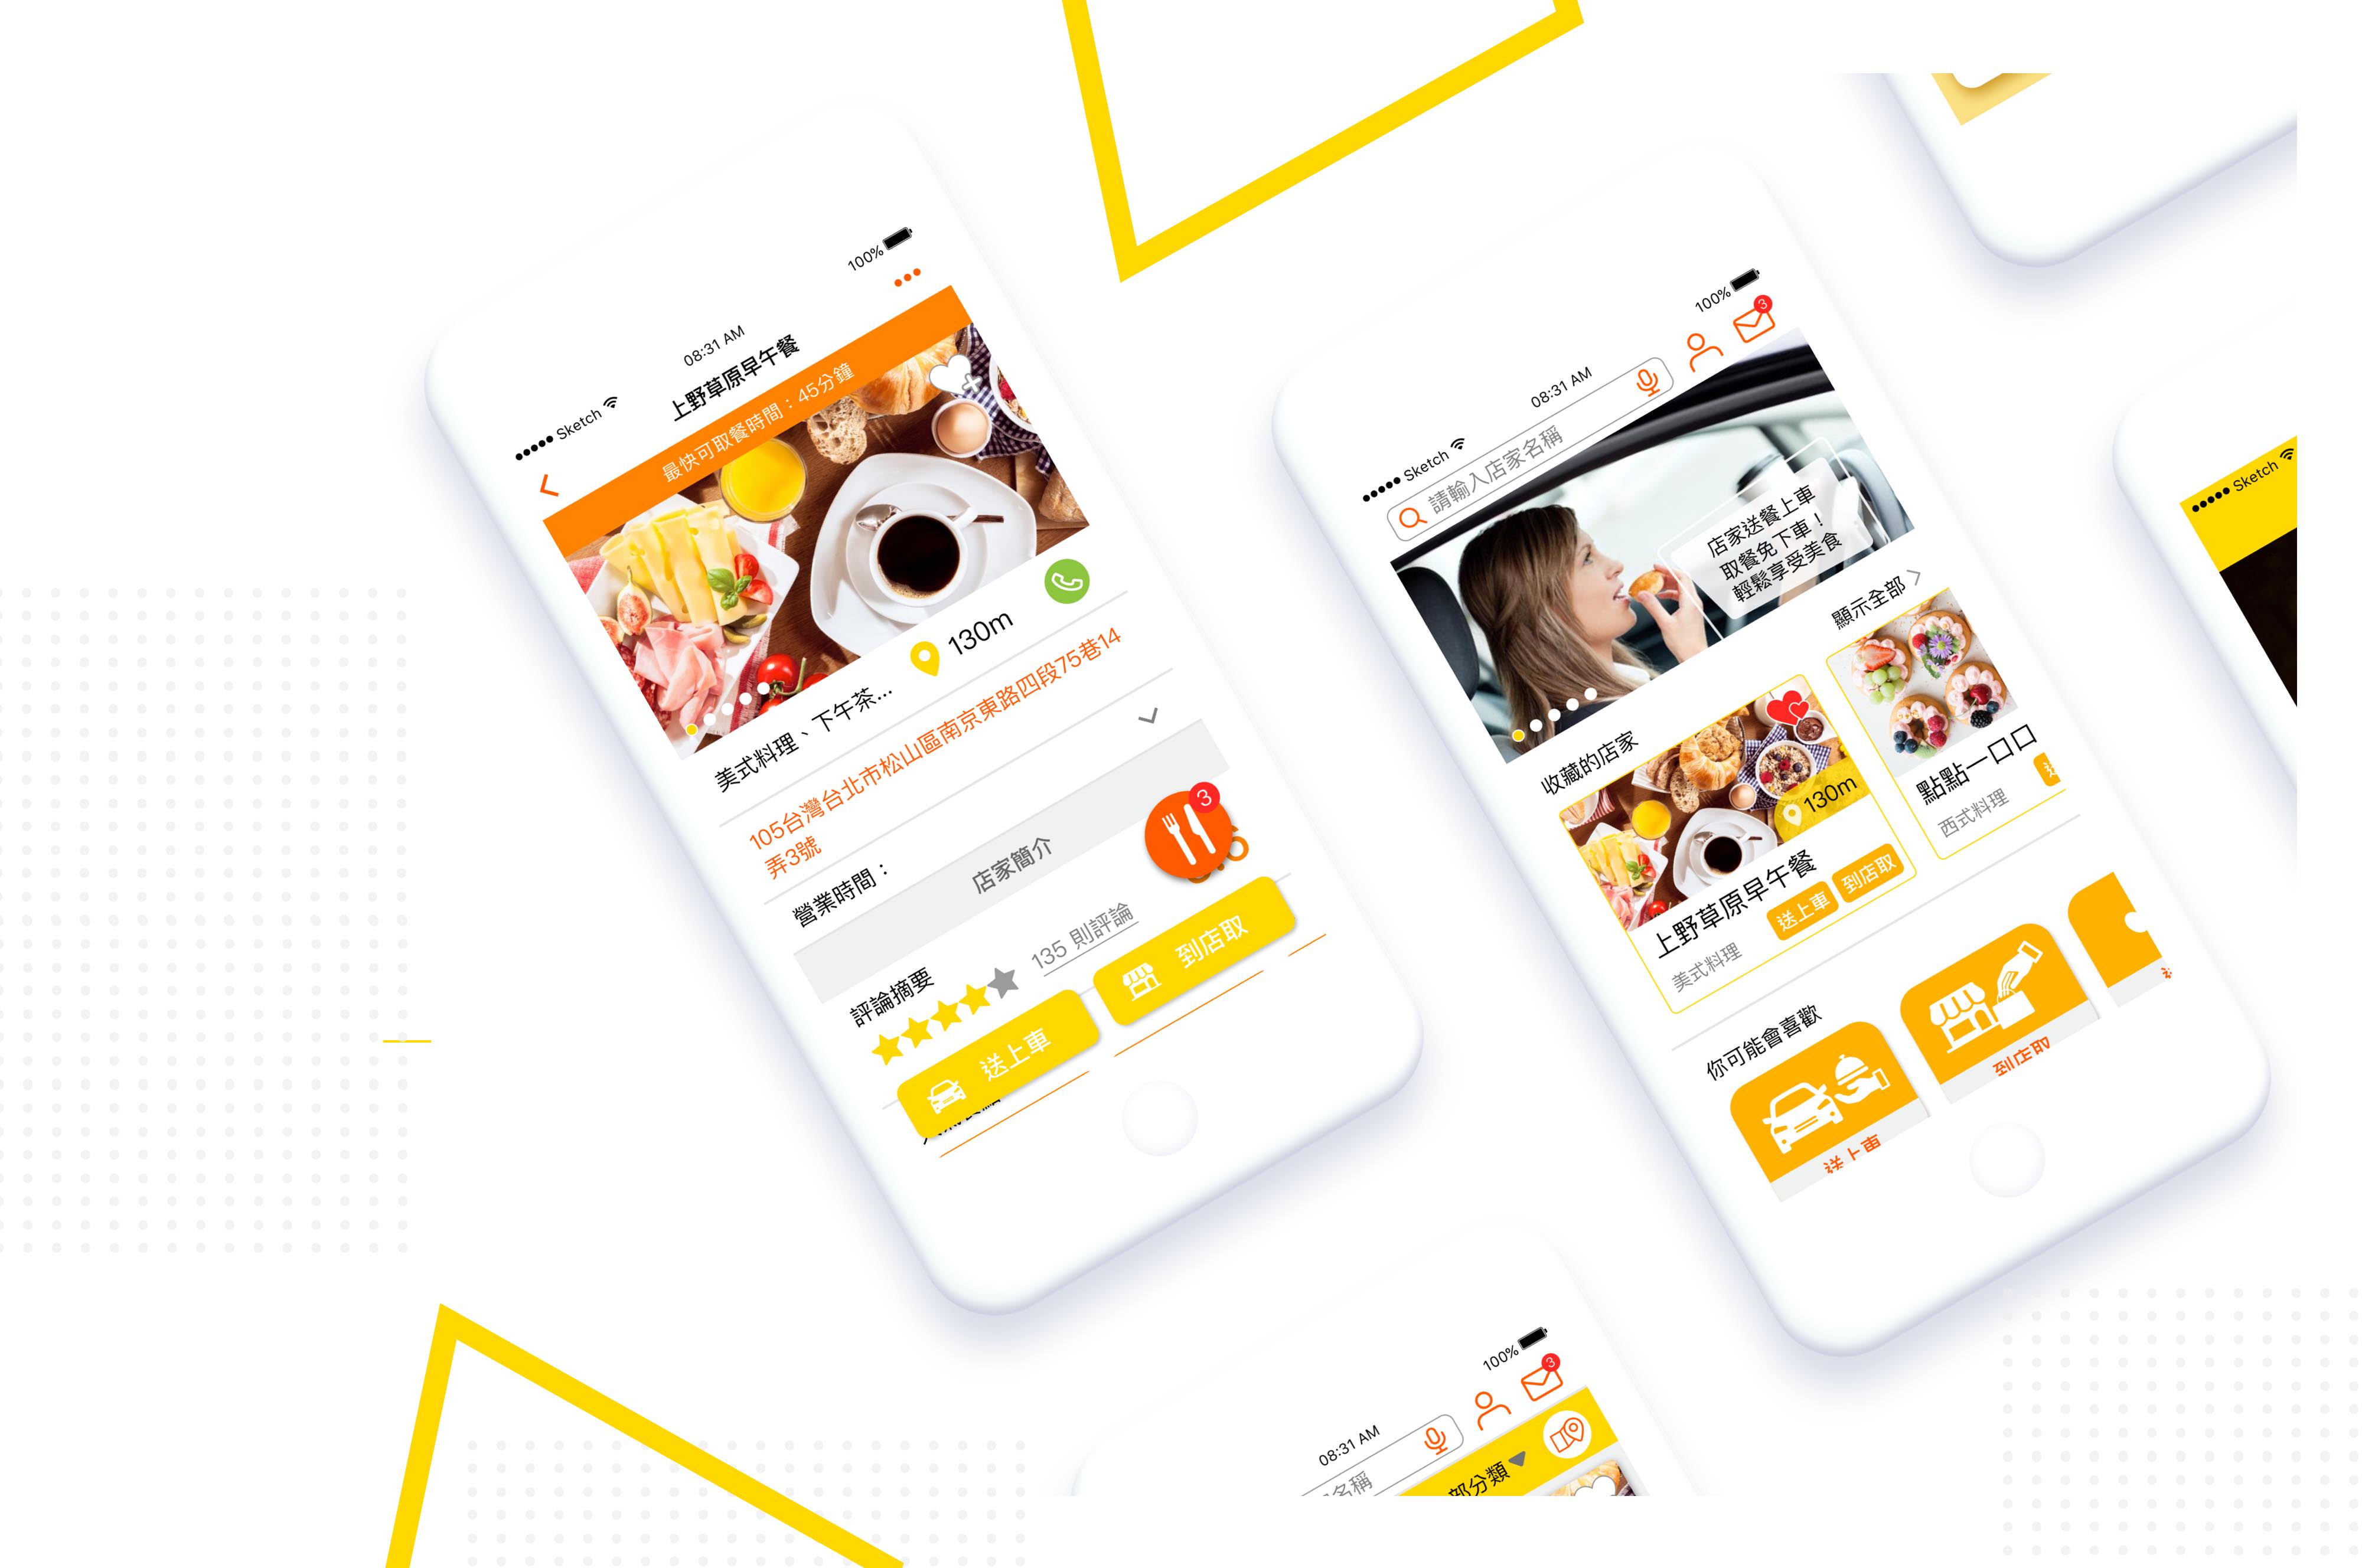 ●●●●● Sketch
08:31 AM
100%
上野草原早午餐
最快可取餐時間：45分鐘
美式料理、下午茶...
130m
105台灣台北市松山區南京東路四段75巷14
弄3號
營業時間：
店家簡介
3
評論摘要
135 則評論
送上車
到店取
●●●●● Sketch
08:31 AM
100%
請輸入店家名稱
3
店家送餐上車
取餐免下車！
輕鬆享受美食
收藏的店家
顯示全部
130m
上野草原早午餐
美式料理
送上車
到店取
點點一口口
西式料理
你可能會喜歡
送上車
到店取
08:31 AM
100%
3
名稱
部分類
●●●●● Sketch